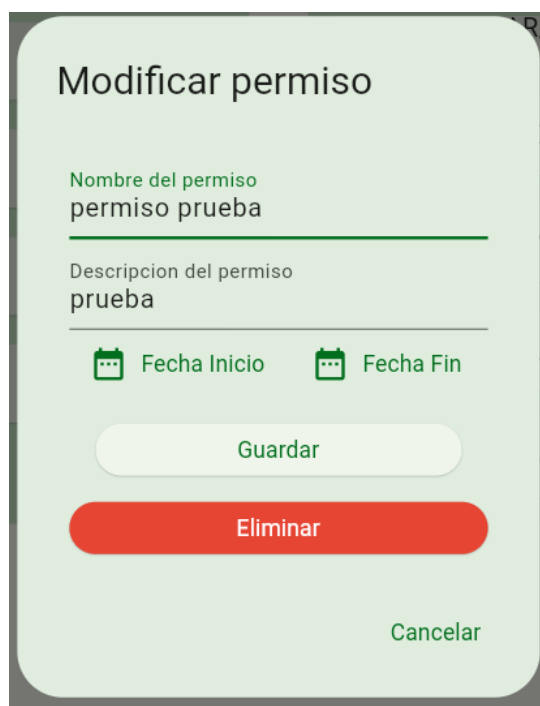 Modificar permiso
Nombre del permiso
permiso prueba
Descripcion del permiso
prueba
Fecha Inicio Fecha Fin
Guardar
Eliminar
Cancelar